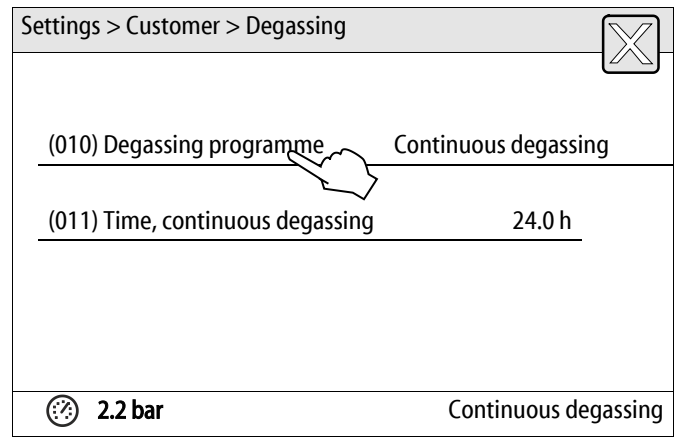 Settings > Customer > Degassing
(010) Degassing programme Continuous degassing
(011) Time, continuous degassing 24.0 h
2.2 bar Continuous degassing